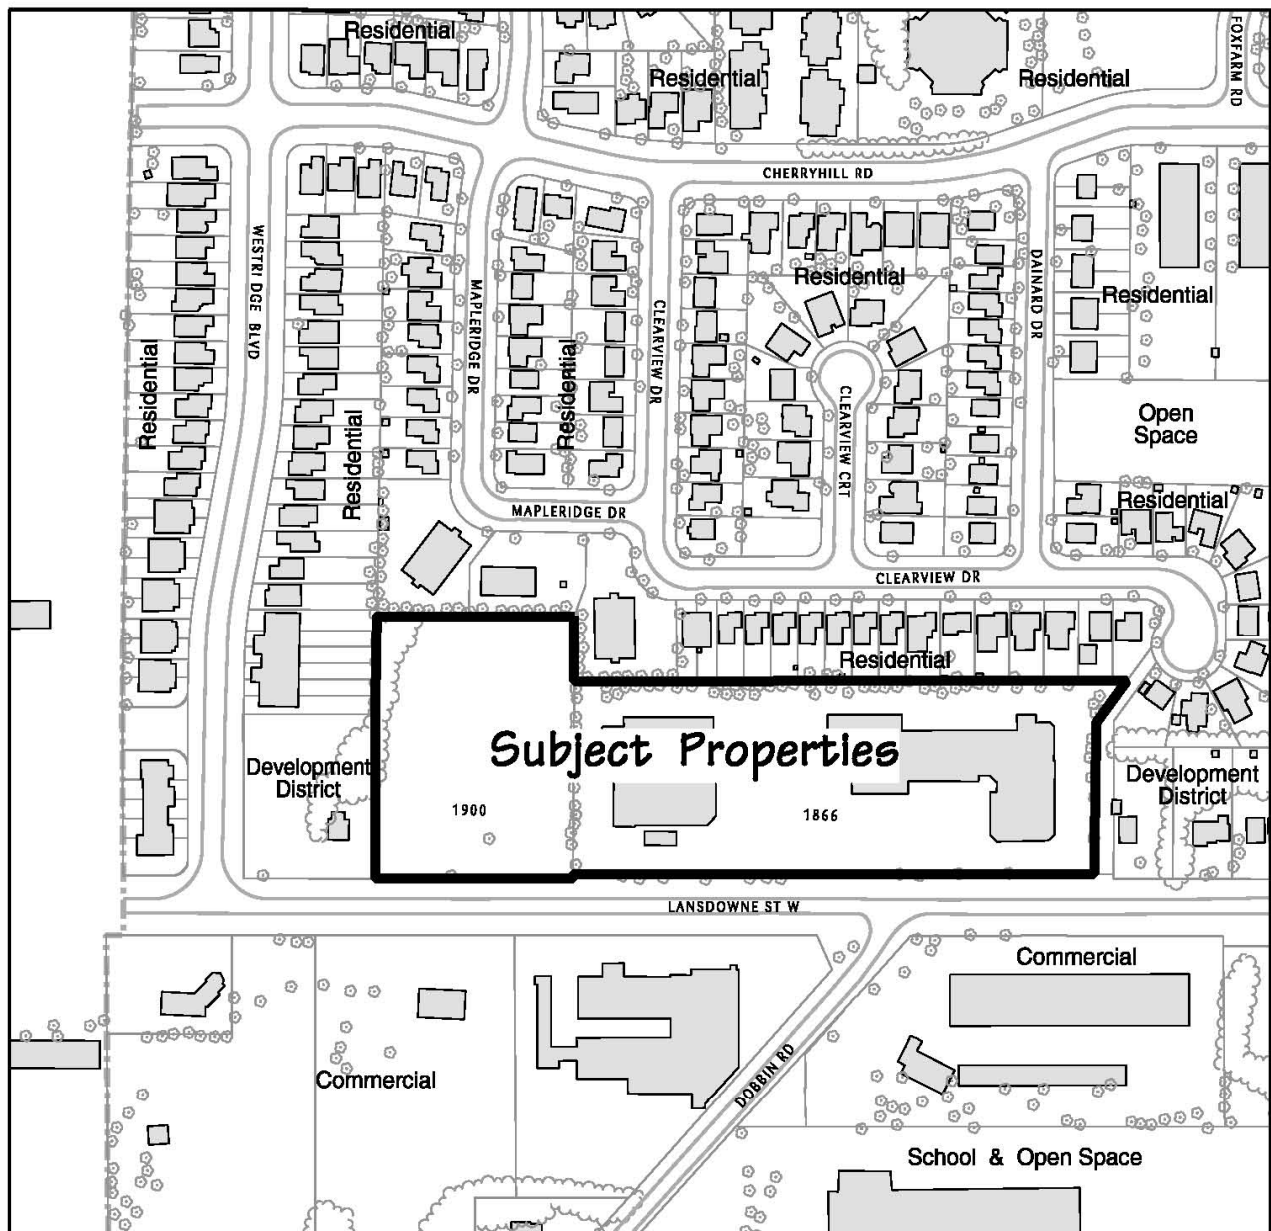 Residential
Residential
Residential
FOXFARM RD
CHERRYHILL RD
WESTRIDGE BLVD
MAPLERIDGE DR
CLEARVIEW DR
Residential
DAINARD DR
Residential
Residential
Residential
Residential
CLEARVIEW CRT
Open
Space
Residential
MAPLERIDGE DR
CLEARVIEW DR
Residential
Subject Properties
Development
District
Development
District
1900
1866
LANSDOWNE ST W
Commercial
Commercial
DOBBIN RD
School & Open Space